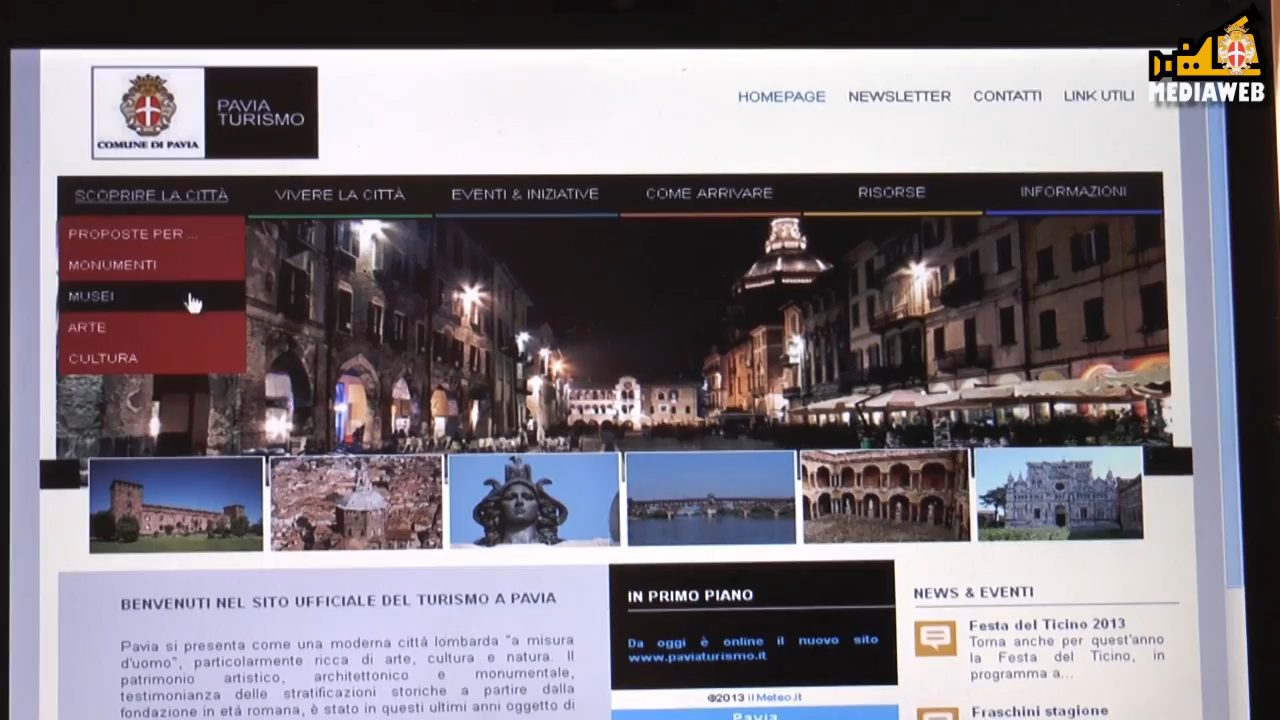 MEDIAWEB
COMUNE DI PAVIA
PAVIA
TURISMO
HOMEPAGE NEWSLETTER CONTATTI LINK UTILI
SCOPRIRE LA CITTÀ VIVERE LA CITTÀ EVENTI & INIZIATIVE COME ARRIVARE RISORSE INFORMAZIONI
PROPOSTE PER ...
MONUMENTI
MUSEI
ARTE
CULTURA
BENVENUTI NEL SITO UFFICIALE DEL TURISMO A PAVIA
Pavia si presenta come una moderna città lombarda "a misura
d'uomo", particolarmente ricca di arte, cultura e natura. Il
patrimonio artistico, architettonico e monumentale,
testimonianza delle stratificazioni storiche a partire dalla
fondazione in etá romana, è stato in questi ultimi anni oggetto di
IN PRIMO PIANO
Da oggi è online il nuovo sito
www.paviaturismo.it
©2013 ilMeteo.it
Pavia
NEWS & EVENTI
Festa del Ticino 2013
Torna anche per quest'anno
la Festa del Ticino, in
programma a...
Fraschini stagione